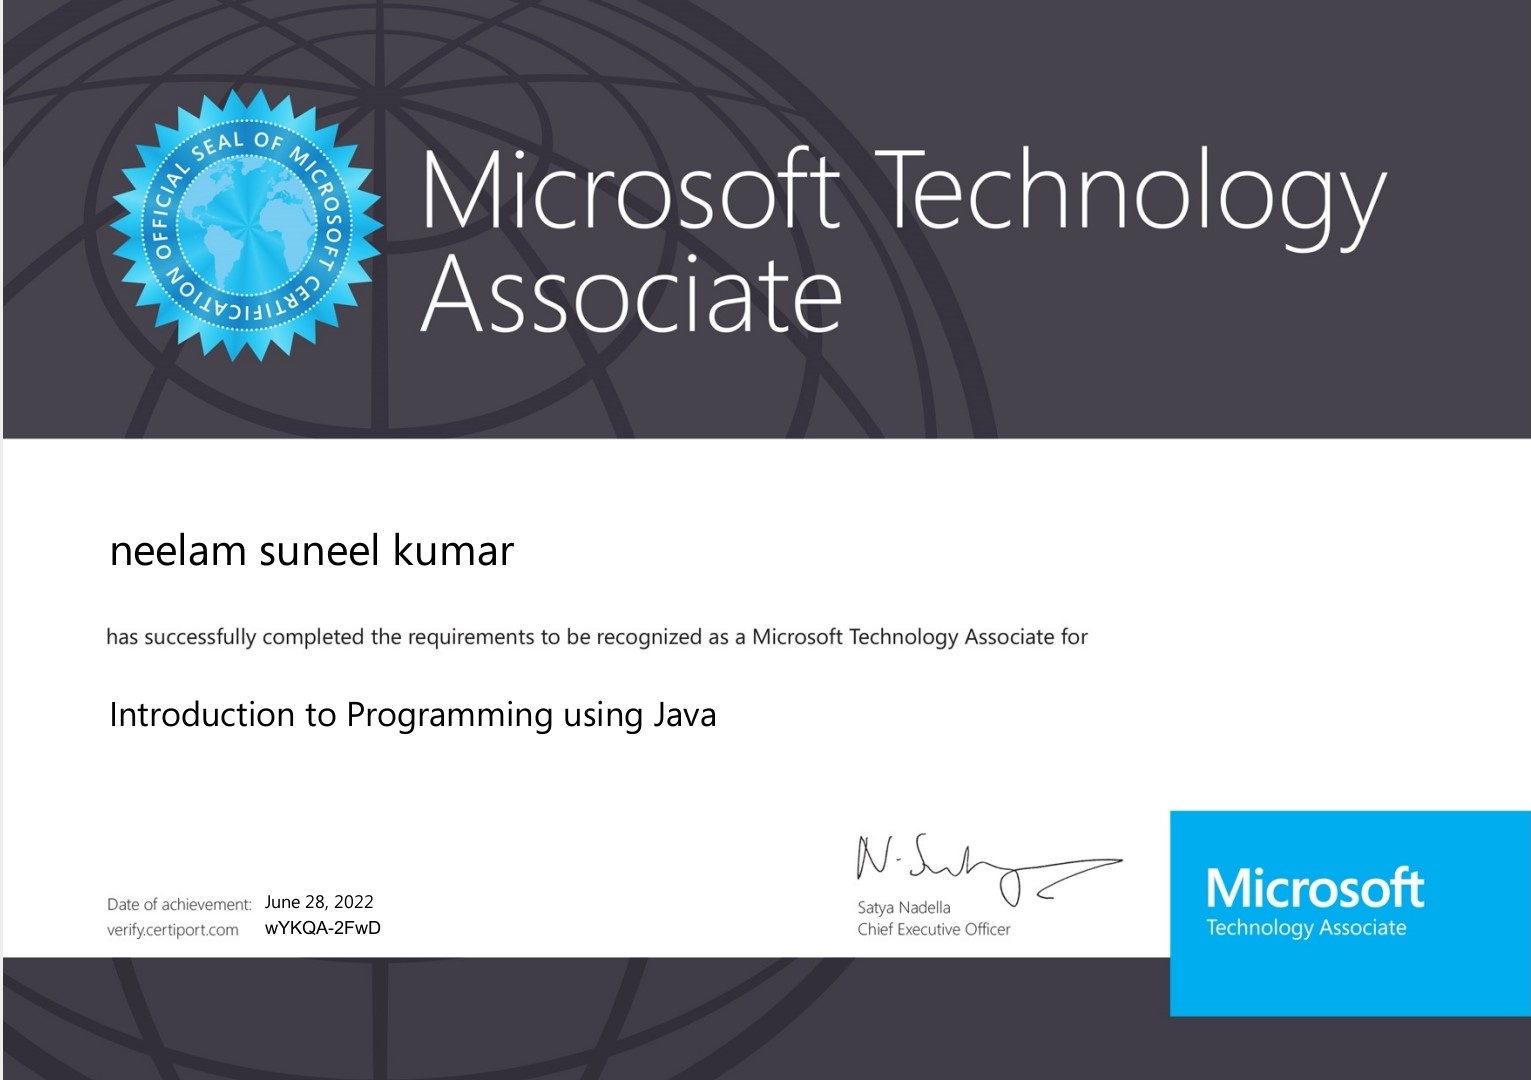 OFFICIAL SEAL OF MICROSOFT CERTIFICATION
Microsoft Technology
Associate
neelam suneel kumar
has successfully completed the requirements to be recognized as a Microsoft Technology Associate for
Introduction to Programming using Java
Date of achievement: June 28, 2022
verify.certiport.com wYKQA-2FwD
Satya Nadella
Chief Executive Officer
Microsoft
Technology Associate